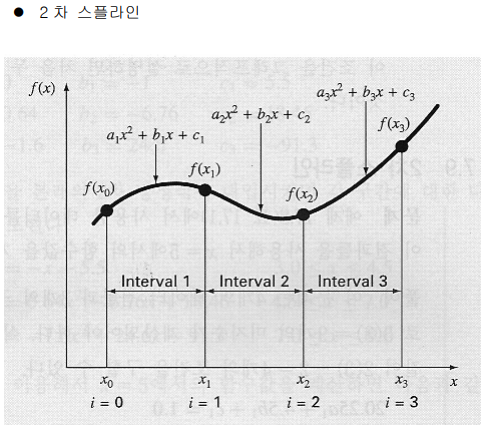 ● 2차 스플라인
f(x)
a₃x² + b₃x + c₃
a₂x² + b₂x + c₂
a₁x² + b₁x + c₁
f(x₃)
f(x₁)
f(x₀)
f(x₂)
Interval 1 Interval 2 Interval 3
x₀ x₁ x₂ x₃ x
i = 0 i = 1 i = 2 i = 3